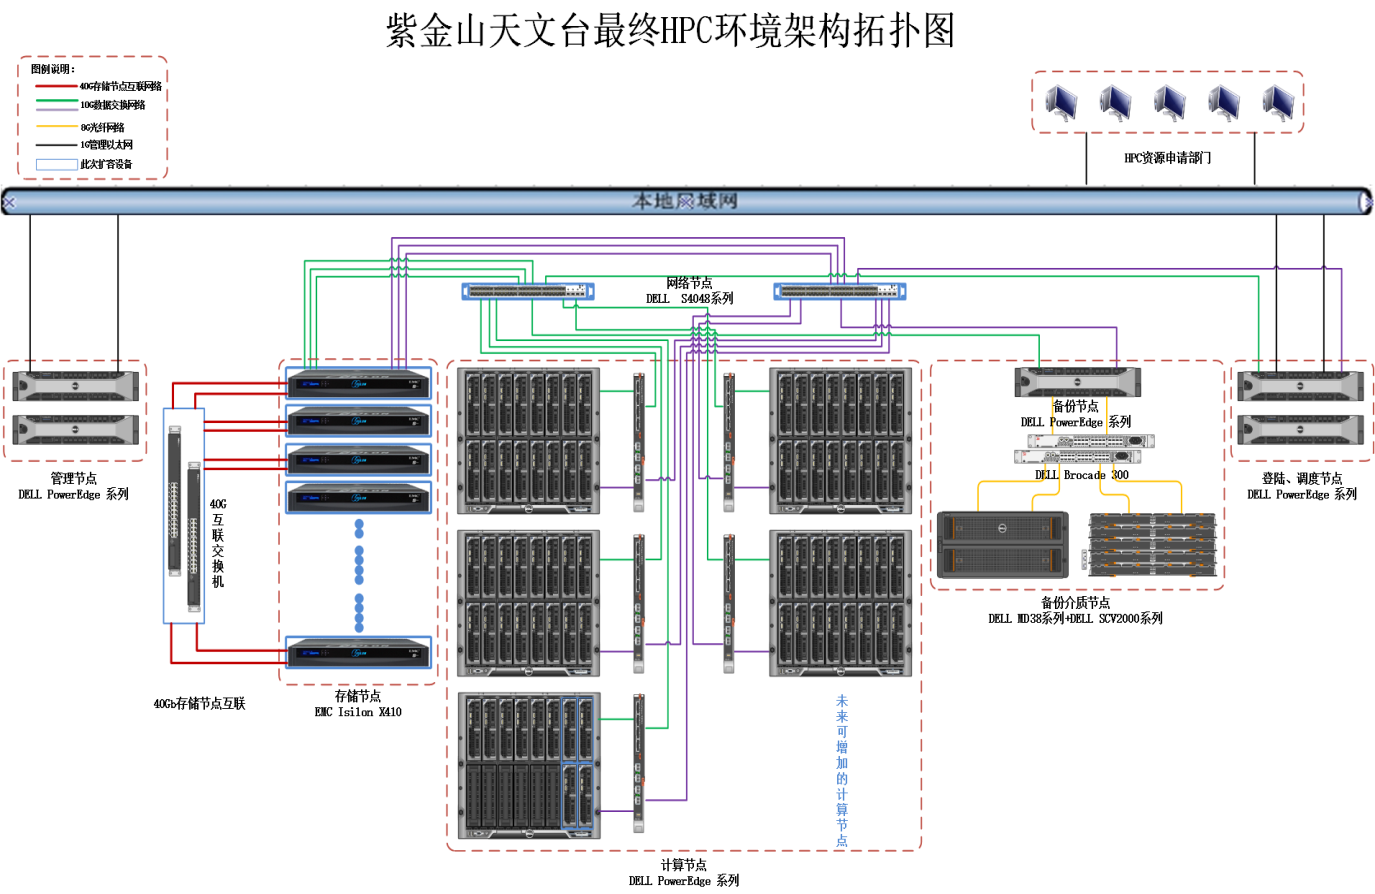 紫金山天文台最终HPC环境架构拓扑图
图例说明：
40G存储节点互联网络
10G数据交换网络
8G光纤网络
1G管理以太网
此次扩容设备
HPC资源申请部门
本地区域网
网络节点
DELL S4048系列
管理节点
DELL PowerEdge 系列
40G
互
联
交
换
机
40Gb存储节点互联
存储节点
EMC Isilon X410
备份节点
DELL PowerEdge 系列
DELL Brocade 300
备份介质节点
DELL MD38系列+DELL SCV2000系列
登陆、调度节点
DELL PowerEdge 系列
未
来
可
增
加
的
计
算
节
点
计算节点
DELL PowerEdge 系列